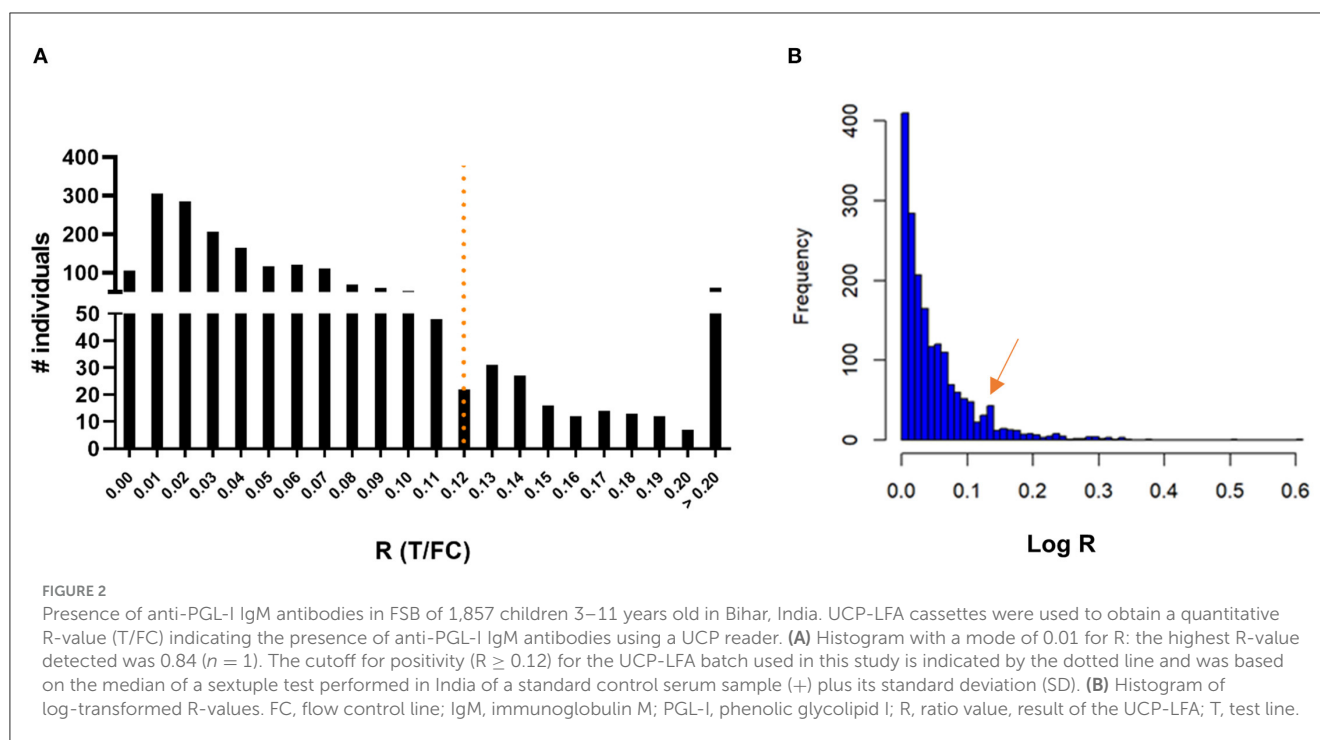 A
B
400
300
200
100
50
40
30
20
10
0
# individuals
0.00 0.01 0.02 0.03 0.04 0.05 0.06 0.07 0.08 0.09 0.10 0.11 0.12 0.13 0.14 0.15 0.16 0.17 0.18 0.19 0.20 > 0.20
R (T/FC)
400
300
200
100
0
Frequency
0.0 0.1 0.2 0.3 0.4 0.5 0.6
Log R
FIGURE 2
Presence of anti-PGL-I IgM antibodies in FSB of 1,857 children 3–11 years old in Bihar, India. UCP-LFA cassettes were used to obtain a quantitative
R-value (T/FC) indicating the presence of anti-PGL-I IgM antibodies using a UCP reader. (A) Histogram with a mode of 0.01 for R: the highest R-value
detected was 0.84 (n = 1). The cutoff for positivity (R ≥ 0.12) for the UCP-LFA batch used in this study is indicated by the dotted line and was based
on the median of a sextuple test performed in India of a standard control serum sample (+) plus its standard deviation (SD). (B) Histogram of
log-transformed R-values. FC, flow control line; IgM, immunoglobulin M; PGL-I, phenolic glycolipid I; R, ratio value, result of the UCP-LFA; T, test line.